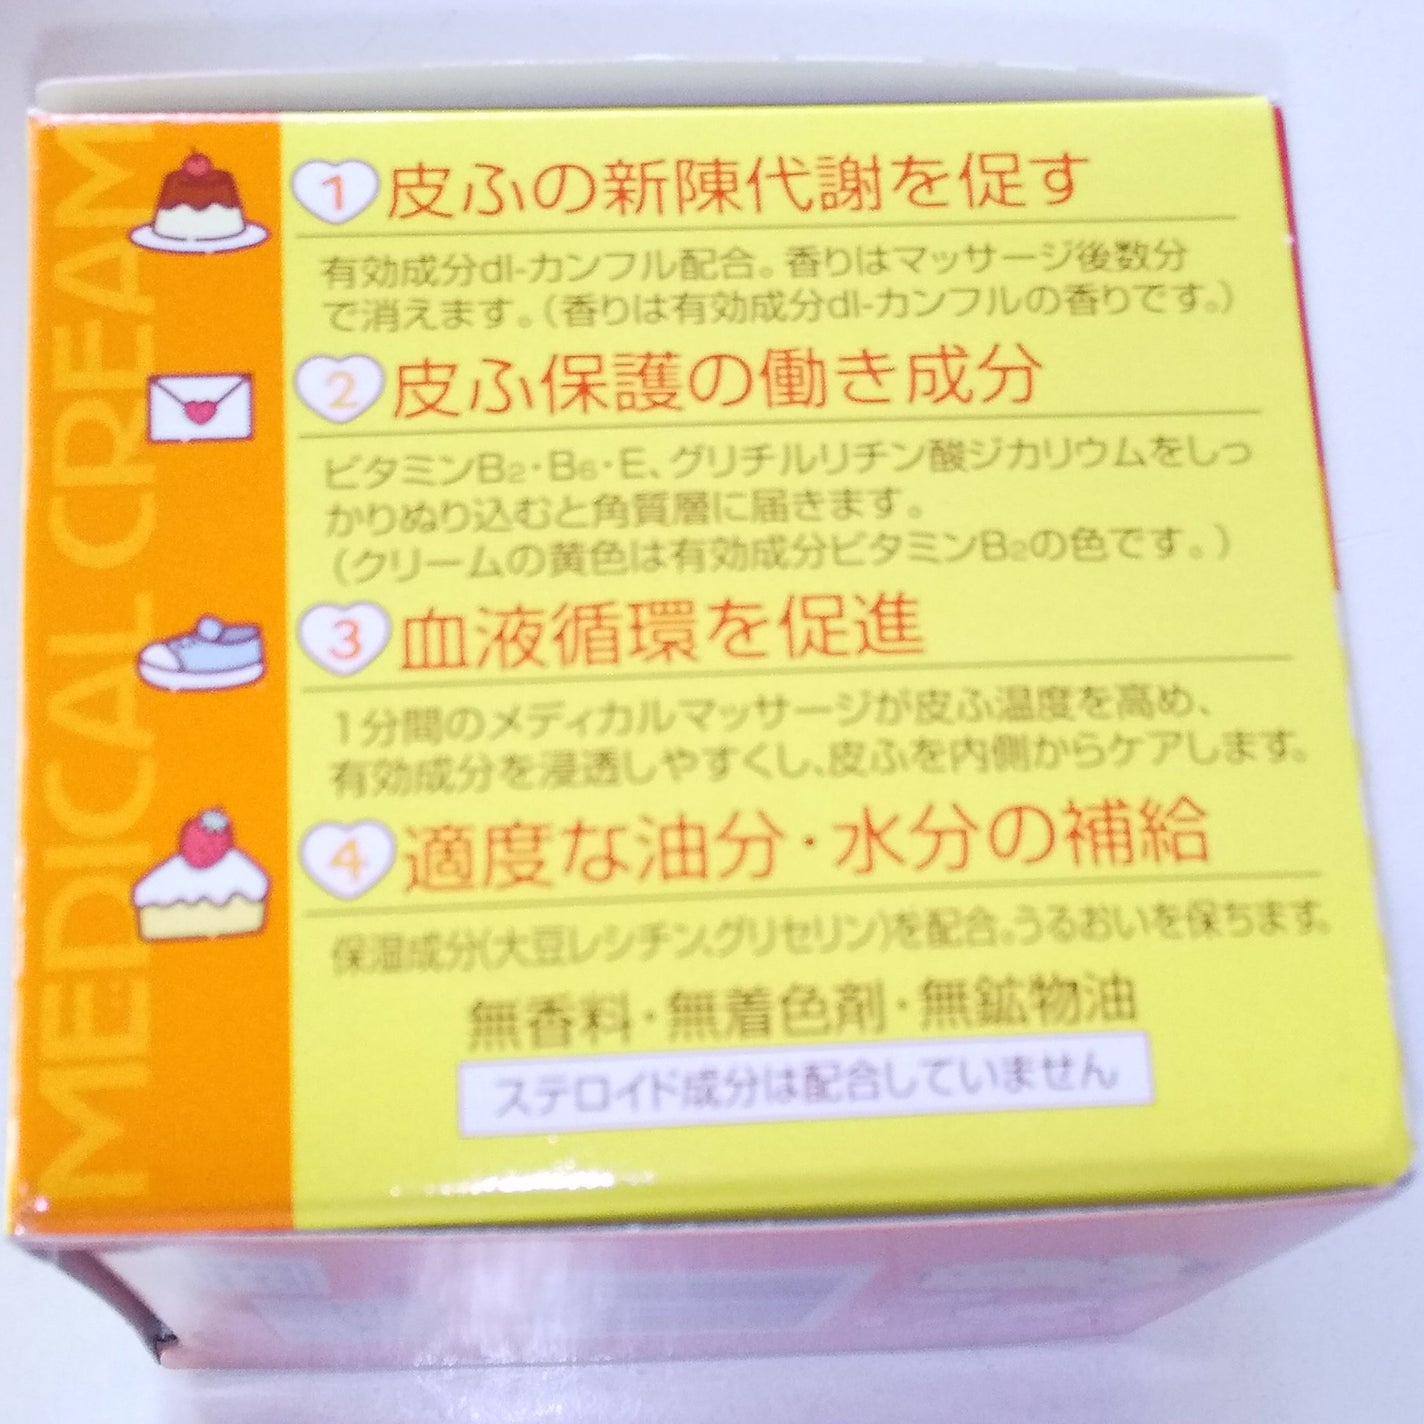 MEDICAL CREAM
1 皮ふの新陳代謝を促す
有効成分dl-カンフル配合。香りはマッサージ後数分
で消えます。(香りは有効成分dl-カンフルの香りです。)
2 皮ふ保護の働き成分
ビタミンB2・B6・E、グリチルリチン酸ジカリウムをしっ
かりぬり込むと角質層に届きます。
(クリームの黄色は有効成分ビタミンB2の色です。)
3 血液循環を促進
1分間のメディカルマッサージが皮ふ温度を高め、
有効成分を浸透しやすくし、皮ふを内側からケアします。
4 適度な油分・水分の補給
保湿成分(大豆レシチン、グリセリン)を配合。うるおいを保ちます。
無香料・無着色剤・無鉱物油
ステロイド成分は配合していません